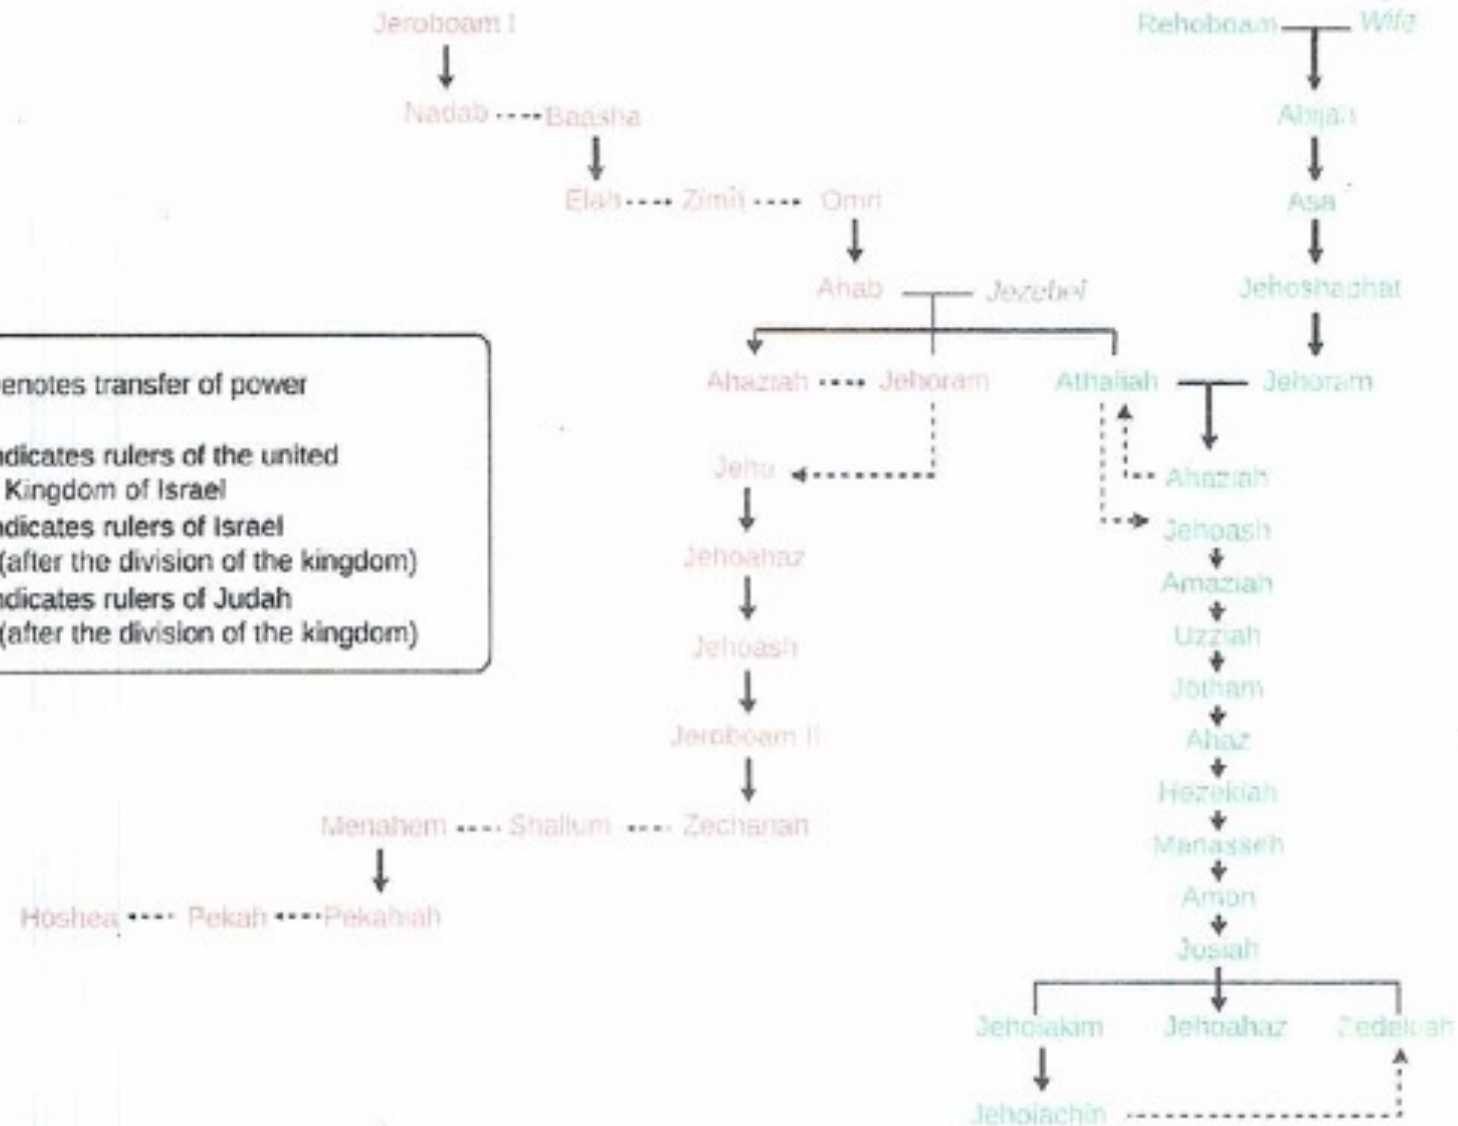 Jeroboam I
Rehoboam
Wife
Nadab
Baasha
Abijah
Elah
Zimri
Omri
Asa
Ahab
Jezebel
Jehoshaphat
enotes transfer of power
Ahaziah
Jehoram
Athaliah
Jehoram
ndicates rulers of the united
Kingdom of Israel
Jehu
Ahaziah
ndicates rulers of Israel
(after the division of the kingdom)
Jehoash
Jehoahaz
Amaziah
ndicates rulers of Judah
(after the division of the kingdom)
Jehoash
Uzziah
Jotham
Jeroboam II
Ahaz
Hezekiah
Menahem
Shallum
Zechariah
Manasseh
Amon
Hoshea
Pekah
Pekahiah
Josiah
Jehoiakim
Jehoahaz
Zedekiah
Jehoiachin